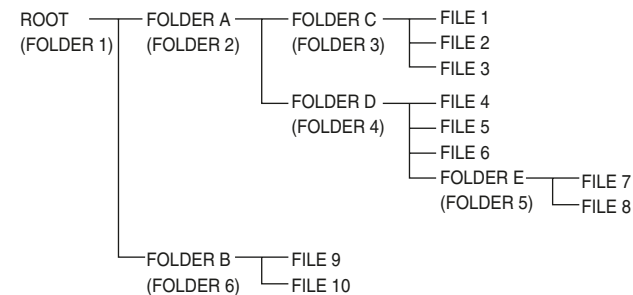 ROOT FOLDER A FOLDER C FILE 1
(FOLDER 1) (FOLDER 2) (FOLDER 3) FILE 2
FILE 3
FOLDER D FILE 4
(FOLDER 4) FILE 5
FILE 6
FOLDER E FILE 7
(FOLDER 5) FILE 8
FOLDER B FILE 9
(FOLDER 6) FILE 10